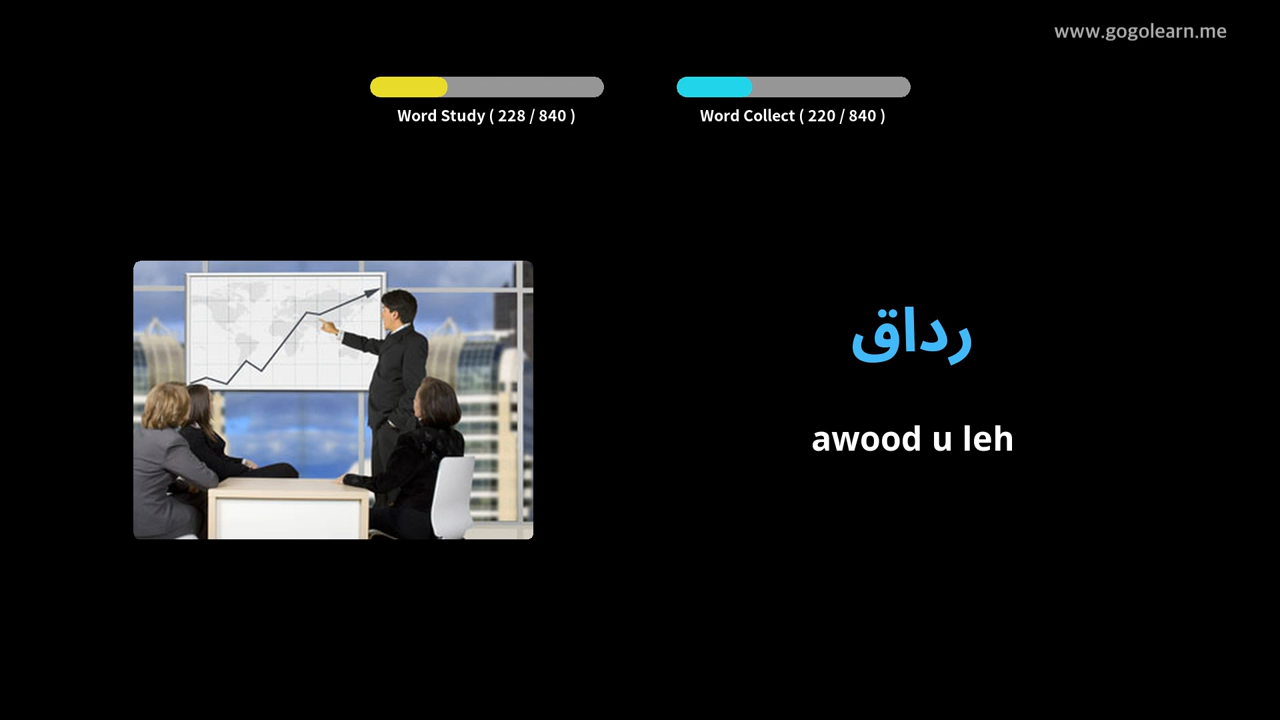 www.gogolearn.me
Word Study ( 228 / 840 )
Word Collect ( 220 / 840 )
رداق
awood u leh